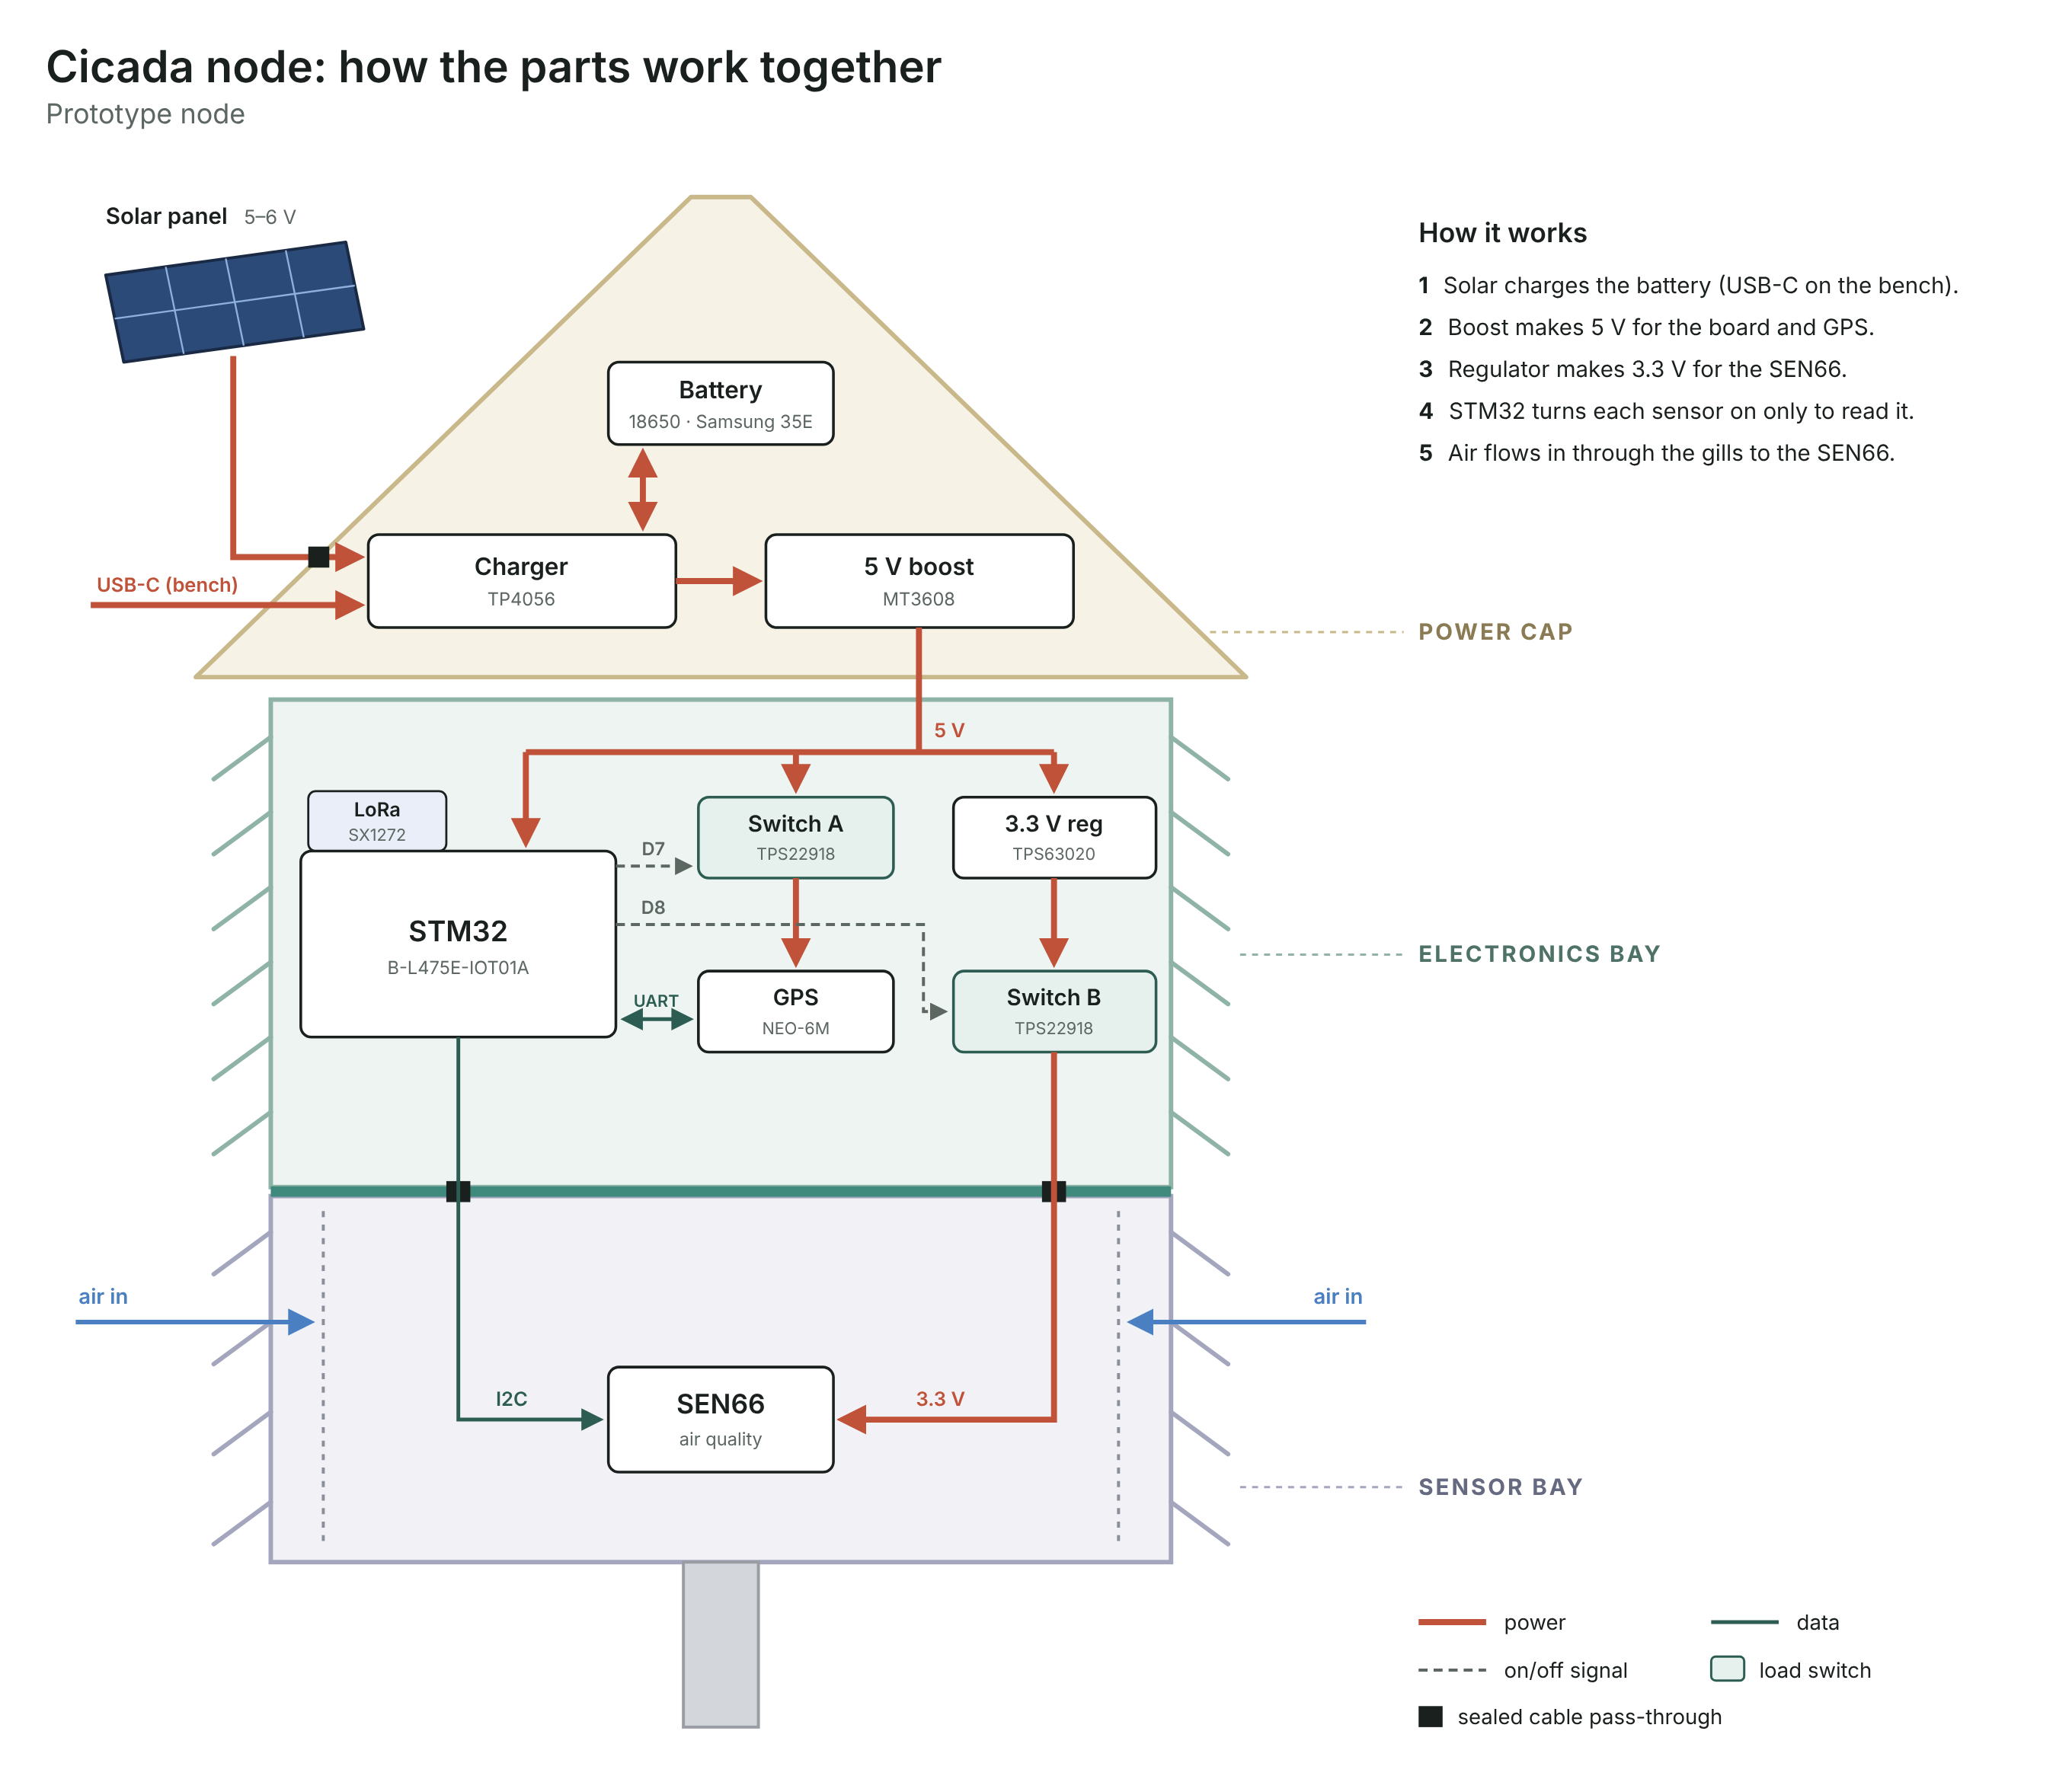 Cicada node: how the parts work together
Prototype node
Solar panel 5–6 V
How it works
1 Solar charges the battery (USB-C on the bench).
2 Boost makes 5 V for the board and GPS.
3 Regulator makes 3.3 V for the SEN66.
4 STM32 turns each sensor on only to read it.
5 Air flows in through the gills to the SEN66.
Battery
18650 · Samsung 35E
USB-C (bench)
Charger
TP4056
5 V boost
MT3608
POWER CAP
5 V
LoRa
SX1272
Switch A
TPS22918
3.3 V reg
TPS63020
D7
D8
STM32
B-L475E-IOT01A
ELECTRONICS BAY
UART
GPS
NEO-6M
Switch B
TPS22918
air in
air in
I2C
SEN66
air quality
3.3 V
SENSOR BAY
power
data
on/off signal
load switch
sealed cable pass-through